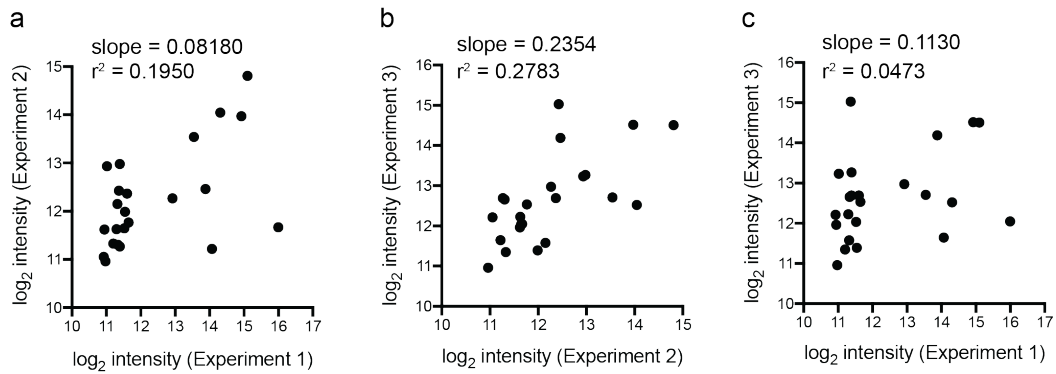 a
slope = 0.08180
r² = 0.1950
15
14
13
12
11
10
log₂ intensity (Experiment 2)
10 11 12 13 14 15 16 17
log₂ intensity (Experiment 1)
b
slope = 0.2354
r² = 0.2783
16
15
14
13
12
11
10
log₂ intensity (Experiment 3)
10 11 12 13 14 15
log₂ intensity (Experiment 2)
c
slope = 0.1130
r² = 0.0473
16
15
14
13
12
11
10
log₂ intensity (Experiment 3)
10 11 12 13 14 15 16 17
log₂ intensity (Experiment 1)